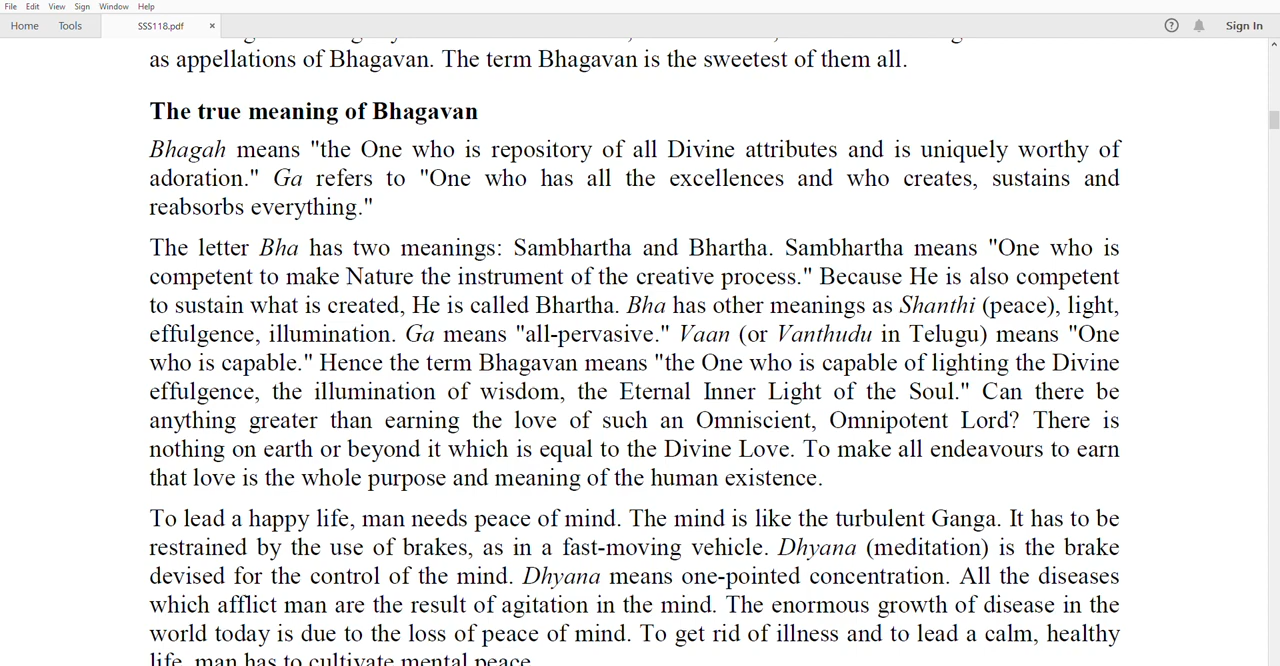 File Edit View Sign Window Help
Home Tools SSS118.pdf × ? Sign In
as appellations of Bhagavan. The term Bhagavan is the sweetest of them all.
The true meaning of Bhagavan
Bhagah means "the One who is repository of all Divine attributes and is uniquely worthy of
adoration." Ga refers to "One who has all the excellences and who creates, sustains and
reabsorbs everything."
The letter Bha has two meanings: Sambhartha and Bhartha. Sambhartha means "One who is
competent to make Nature the instrument of the creative process." Because He is also competent
to sustain what is created, He is called Bhartha. Bha has other meanings as Shanthi (peace), light,
effulgence, illumination. Ga means "all-pervasive." Vaan (or Vanthudu in Telugu) means "One
who is capable." Hence the term Bhagavan means "the One who is capable of lighting the Divine
effulgence, the illumination of wisdom, the Eternal Inner Light of the Soul." Can there be
anything greater than earning the love of such an Omniscient, Omnipotent Lord? There is
nothing on earth or beyond it which is equal to the Divine Love. To make all endeavours to earn
that love is the whole purpose and meaning of the human existence.
To lead a happy life, man needs peace of mind. The mind is like the turbulent Ganga. It has to be
restrained by the use of brakes, as in a fast-moving vehicle. Dhyana (meditation) is the brake
devised for the control of the mind. Dhyana means one-pointed concentration. All the diseases
which afflict man are the result of agitation in the mind. The enormous growth of disease in the
world today is due to the loss of peace of mind. To get rid of illness and to lead a calm, healthy
life, man has to cultivate mental peace.